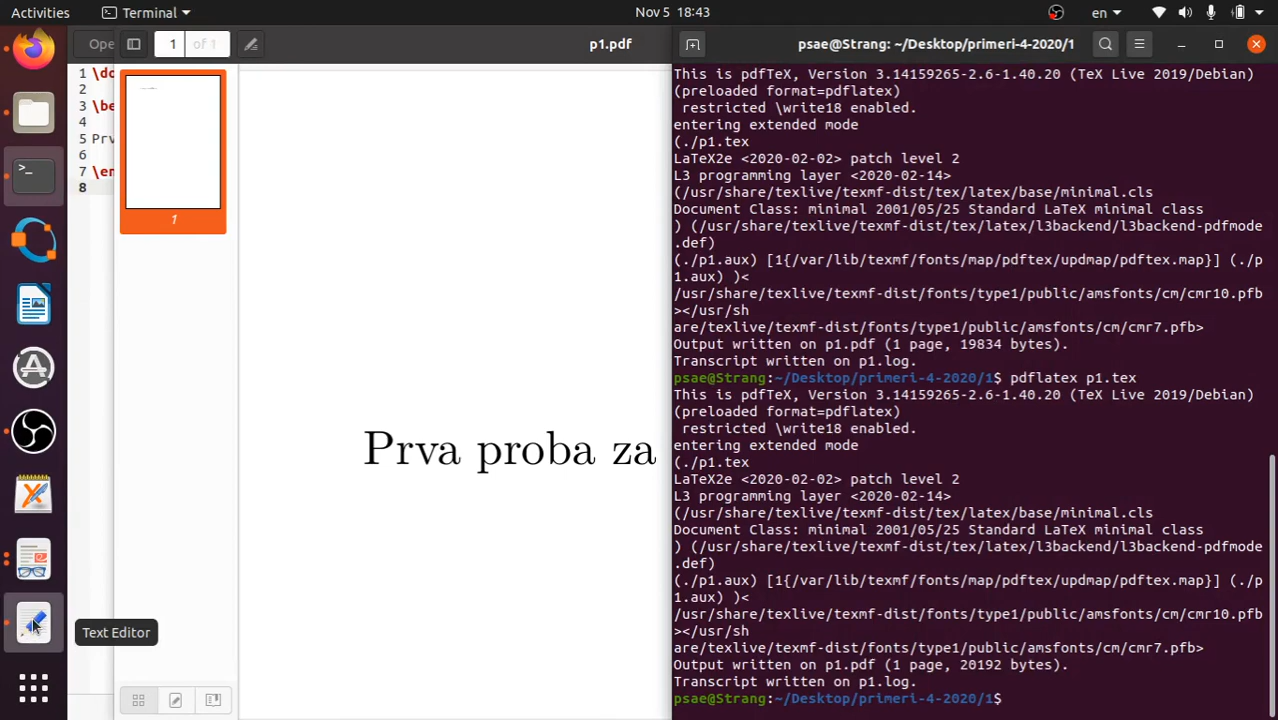 Activities
Terminal
Nov 5 18:43
en
Ope
1 of 1
p1.pdf
psae@Strang: ~/Desktop/primeri-4-2020/1
1 \do
2
3 \be
4
5 Prv
6
7 \en
8
1
Prva proba za
This is pdfTeX, Version 3.14159265-2.6-1.40.20 (TeX Live 2019/Debian)
(preloaded format=pdflatex)
restricted \write18 enabled.
entering extended mode
(./p1.tex
LaTeX2e <2020-02-02> patch level 2
L3 programming layer <2020-02-14>
(/usr/share/texlive/texmf-dist/tex/latex/base/minimal.cls
Document Class: minimal 2001/05/25 Standard LaTeX minimal class
) (/usr/share/texlive/texmf-dist/tex/latex/l3backend/l3backend-pdfmode
.def)
(./p1.aux) [1{/var/lib/texmf/fonts/map/pdftex/updmap/pdftex.map}] (./p
1.aux) )<
/usr/share/texlive/texmf-dist/fonts/type1/public/amsfonts/cm/cmr10.pfb
></usr/sh
are/texlive/texmf-dist/fonts/type1/public/amsfonts/cm/cmr7.pfb>
Output written on p1.pdf (1 page, 19834 bytes).
Transcript written on p1.log.
psae@Strang:~/Desktop/primeri-4-2020/1$ pdflatex p1.tex
This is pdfTeX, Version 3.14159265-2.6-1.40.20 (TeX Live 2019/Debian)
(preloaded format=pdflatex)
restricted \write18 enabled.
entering extended mode
(./p1.tex
LaTeX2e <2020-02-02> patch level 2
L3 programming layer <2020-02-14>
(/usr/share/texlive/texmf-dist/tex/latex/base/minimal.cls
Document Class: minimal 2001/05/25 Standard LaTeX minimal class
) (/usr/share/texlive/texmf-dist/tex/latex/l3backend/l3backend-pdfmode
.def)
(./p1.aux) [1{/var/lib/texmf/fonts/map/pdftex/updmap/pdftex.map}] (./p
1.aux) )<
/usr/share/texlive/texmf-dist/fonts/type1/public/amsfonts/cm/cmr10.pfb
></usr/sh
are/texlive/texmf-dist/fonts/type1/public/amsfonts/cm/cmr7.pfb>
Output written on p1.pdf (1 page, 20192 bytes).
Transcript written on p1.log.
psae@Strang:~/Desktop/primeri-4-2020/1$
Text Editor